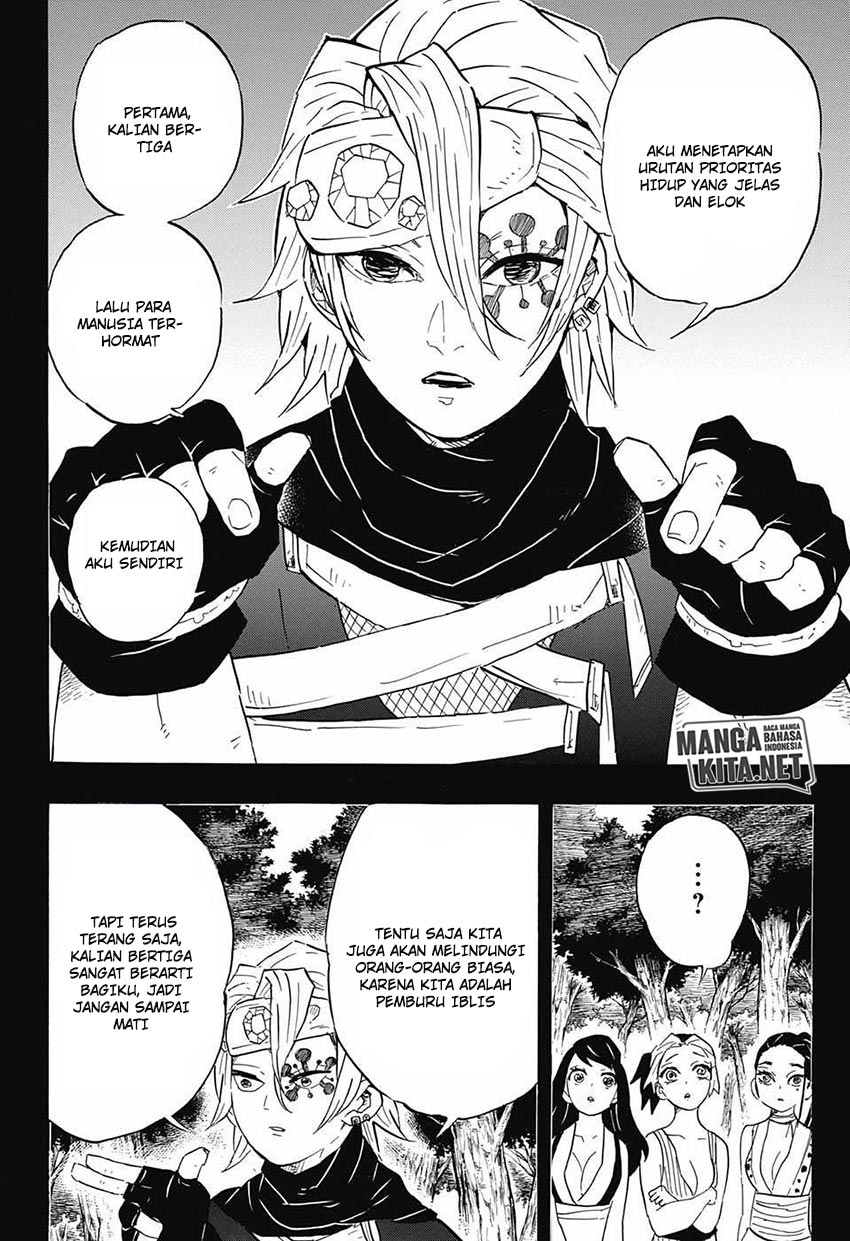 AKU MENETAPKAN
URUTAN PRIORITAS
HIDUP YANG JELAS
DAN ELOK
PERTAMA,
KALIAN BER-
TIGA
LALU PARA
MANUSIA TER-
HORMAT
KEMUDIAN
AKU SENDIRI
MANGA
KITA.NET
BACA MANGA
BAHASA
INDONESIA
...?
TENTU SAJA KITA
JUGA AKAN MELINDUNGI
ORANG-ORANG BIASA,
KARENA KITA ADALAH
PEMBURU IBLIS
TAPI TERUS
TERANG SAJA,
KALIAN BERTIGA
SANGAT BERARTI
BAGIKU, JADI
JANGAN SAMPAI
MATI